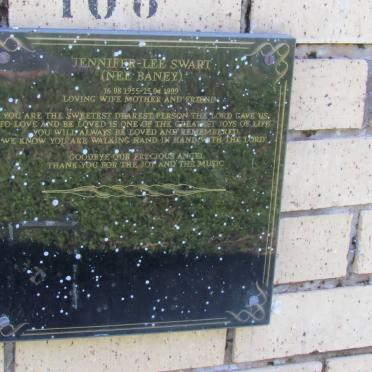 108
JENNIFER-LEE SWART
(NEE BANEY)
16 08 1955-25 04 1999
LOVING WIFE MOTHER AND FRIEND
YOU ARE THE SWEETEST DEAREST PERSON THE LORD GAVE US,
TO LOVE AND BE LOVED IS ONE OF THE GREATEST JOYS OF LIFE
YOU WILL ALWAYS BE LOVED AND REMEMBERED
WE KNOW YOU ARE WALKING HAND IN HAND WITH THE LORD
GOODBYE OUR PRECIOUS ANGEL
THANK YOU FOR THE JOY AND THE MUSIC